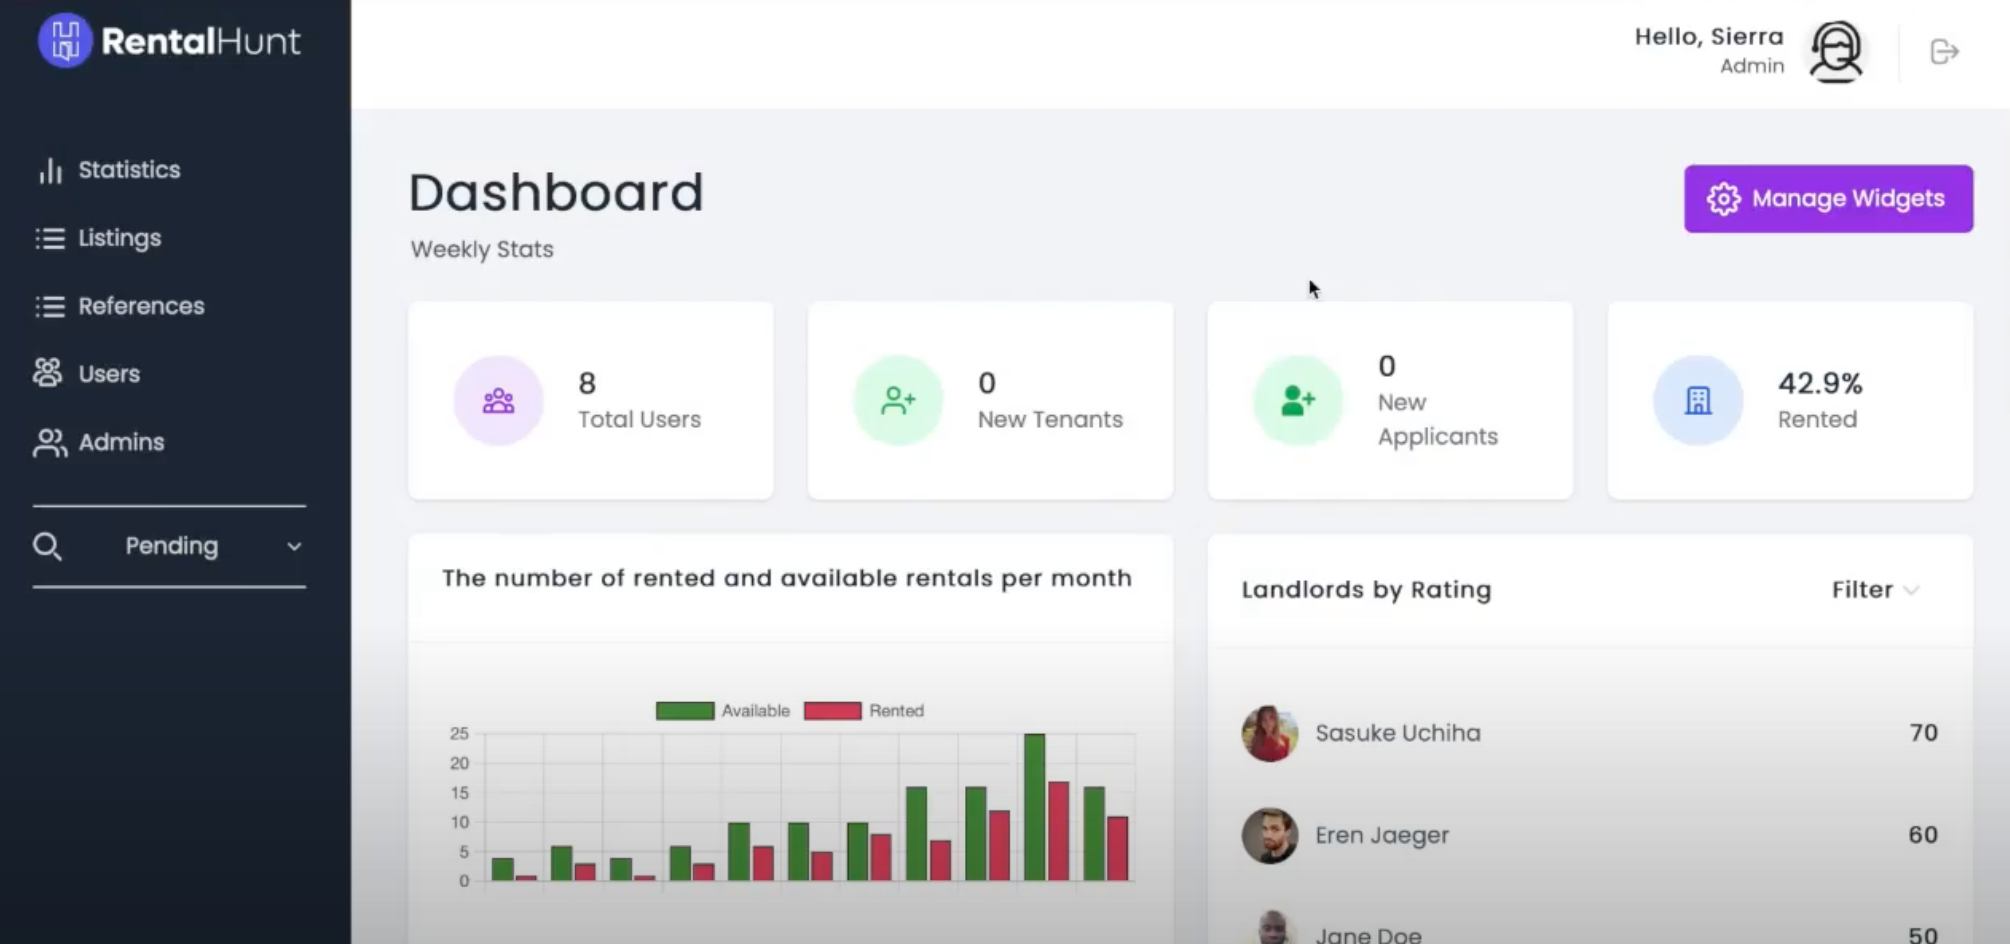 RentalHunt
Hello, Sierra
Admin
Statistics
Listings
References
Users
Admins
Pending
Dashboard
Weekly Stats
Manage Widgets
8
Total Users
0
New Tenants
0
New
Applicants
42.9%
Rented
The number of rented and available rentals per month
Available Rented
25
20
15
10
5
0
Landlords by Rating
Filter
Sasuke Uchiha 70
Eren Jaeger 60
Jane Doe 50